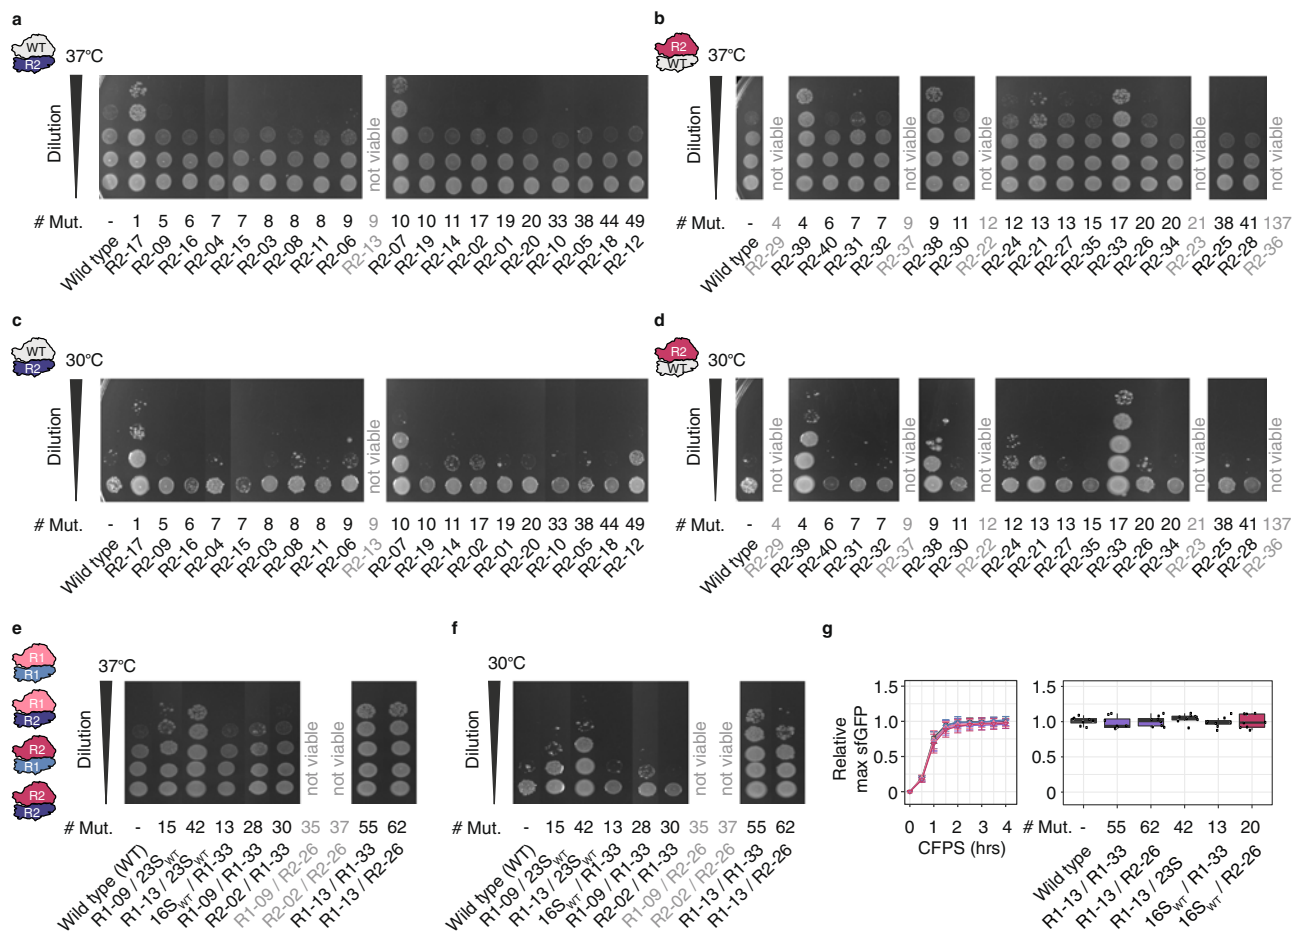 a
WT
R2
37°C
Dilution
not viable
# Mut. - 1 5 6 7 7 8 8 8 9 9 10 10 11 17 19 20 33 38 44 49
Wild type R2-17 R2-09 R2-16 R2-04 R2-15 R2-03 R2-08 R2-11 R2-06 R2-13 R2-07 R2-19 R2-14 R2-02 R2-01 R2-20 R2-10 R2-05 R2-18 R2-12
b
R2
WT
37°C
Dilution
not viable
not viable
not viable
not viable
not viable
# Mut. - 4 4 6 7 7 9 9 11 12 12 13 13 15 17 20 20 21 38 41 137
Wild type R2-29 R2-39 R2-40 R2-31 R2-32 R2-37 R2-38 R2-30 R2-22 R2-24 R2-21 R2-27 R2-35 R2-33 R2-26 R2-34 R2-23 R2-25 R2-28 R2-36
c
WT
R2
30°C
Dilution
not viable
# Mut. - 1 5 6 7 7 8 8 8 9 9 10 10 11 17 19 20 33 38 44 49
Wild type R2-17 R2-09 R2-16 R2-04 R2-15 R2-03 R2-08 R2-11 R2-06 R2-13 R2-07 R2-19 R2-14 R2-02 R2-01 R2-20 R2-10 R2-05 R2-18 R2-12
d
R2
WT
30°C
Dilution
not viable
not viable
not viable
not viable
not viable
# Mut. - 4 4 6 7 7 9 9 11 12 12 13 13 15 17 20 20 21 38 41 137
Wild type R2-29 R2-39 R2-40 R2-31 R2-32 R2-37 R2-38 R2-30 R2-22 R2-24 R2-21 R2-27 R2-35 R2-33 R2-26 R2-34 R2-23 R2-25 R2-28 R2-36
e
R1
R1
R1
R2
R2
R1
R2
R2
37°C
Dilution
not viable
not viable
# Mut. - 15 42 13 28 30 35 37 55 62
Wild type (WT) R1-09 / 23SWT R1-13 / 23SWT 16SWT / R1-33 R1-09 / R1-33 R2-02 / R1-33 R1-09 / R2-26 R2-02 / R2-26 R1-13 / R1-33 R1-13 / R2-26
f
30°C
Dilution
not viable
not viable
# Mut. - 15 42 13 28 30 35 37 55 62
Wild type (WT) R1-09 / 23SWT R1-13 / 23SWT 16SWT / R1-33 R1-09 / R1-33 R2-02 / R1-33 R1-09 / R2-26 R2-02 / R2-26 R1-13 / R1-33 R1-13 / R2-26
g
Relative
max sfGFP
1.5
1.0
0.5
0
0 1 2 3 4
CFPS (hrs)
1.5
1.0
0.5
0
# Mut. - 55 62 42 13 20
Wild type R1-13 / R1-33 R1-13 / R2-26 R1-13 / 23S 16SWT / R1-33 16SWT / R2-26